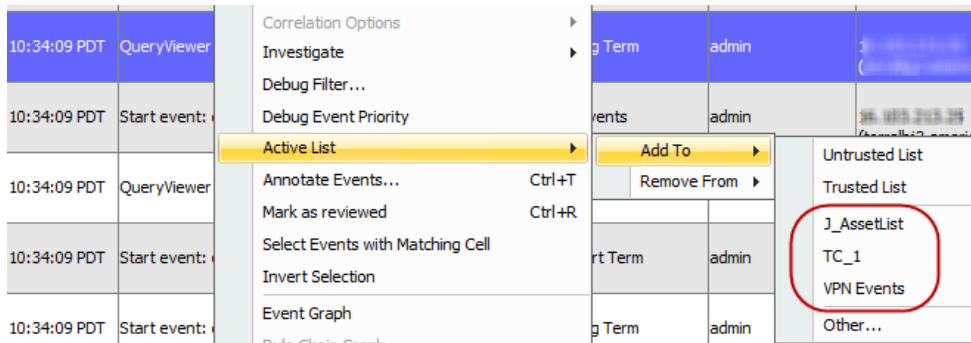 Correlation Options
10:34:09 PDT QueryViewer Investigate g Term admin
Debug Filter...
10:34:09 PDT Start event: Debug Event Priority vents admin
Active List Add To Untrusted List
10:34:09 PDT QueryViewer Annotate Events... Ctrl+T Remove From Trusted List
Mark as reviewed Ctrl+R J_AssetList
10:34:09 PDT Start event: Select Events with Matching Cell rt Term admin TC_1
Invert Selection VPN Events
10:34:09 PDT Start event: Event Graph g Term admin Other...